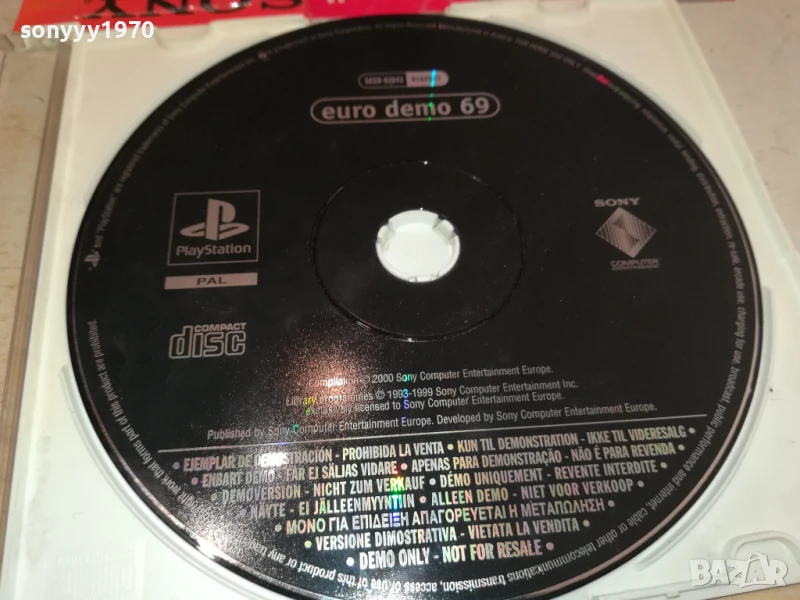 sonyyy1970
SONY
euro demo 69
PlayStation
PAL
SONY
COMPUTER
COMPACT
disc
Compilation © 2000 Sony Computer Entertainment Europe.
Library programmes © 1993-1999 Sony Computer Entertainment Inc.
exclusively licensed to Sony Computer Entertainment Europe.
Published by Sony Computer Entertainment Europe. Developed by Sony Computer Entertainment Europe.
• EJEMPLAR DE DEMOSTRACIÓN - PROHIBIDA LA VENTA • KUN TIL DEMONSTRATION - IKKE TIL VIDERESALG
• ENBART DEMO - FÅR EJ SÄLJAS VIDARE • APENAS PARA DEMONSTRAÇÃO - NÃO É PARA REVENDA •
• DEMOVERSION - NICHT ZUM VERKAUF • DÉMO UNIQUEMENT - REVENTE INTERDITE •
• NÄYTE - EI JÄLLEENMYYNTIIN • ALLEEN DEMO - NIET VOOR VERKOOP •
• ΜΟΝΟ ΓΙΑ ΕΠΙΔΕΙΞΗ ΑΠΑΓΟΡΕΥΕΤΑΙ Η ΜΕΤΑΠΩΛΗΣΗ •
• VERSIONE DIMOSTRATIVA - VIETATA LA VENDITA •
• DEMO ONLY - NOT FOR RESALE •
BAZAR